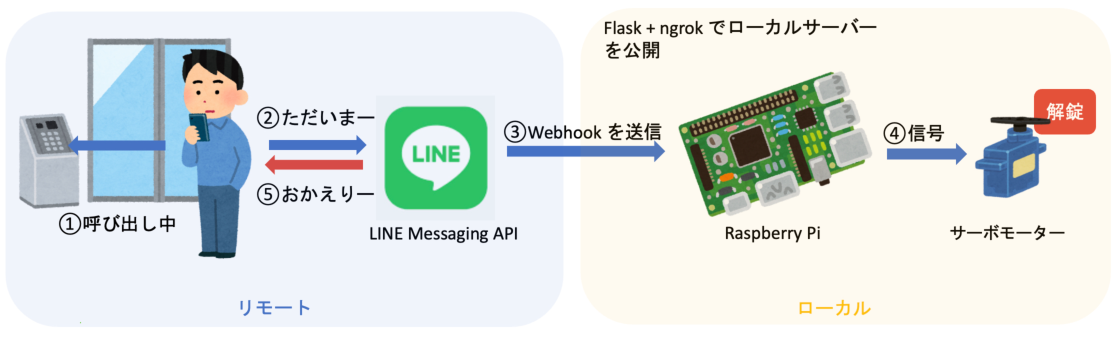 Flask + ngrok でローカルサーバー
を公開
解錠
②ただいまー
③Webhook を送信
④信号
LINE
⑤おかえりー
①呼び出し中
LINE Messaging API
Raspberry Pi
サーボモーター
リモート
ローカル